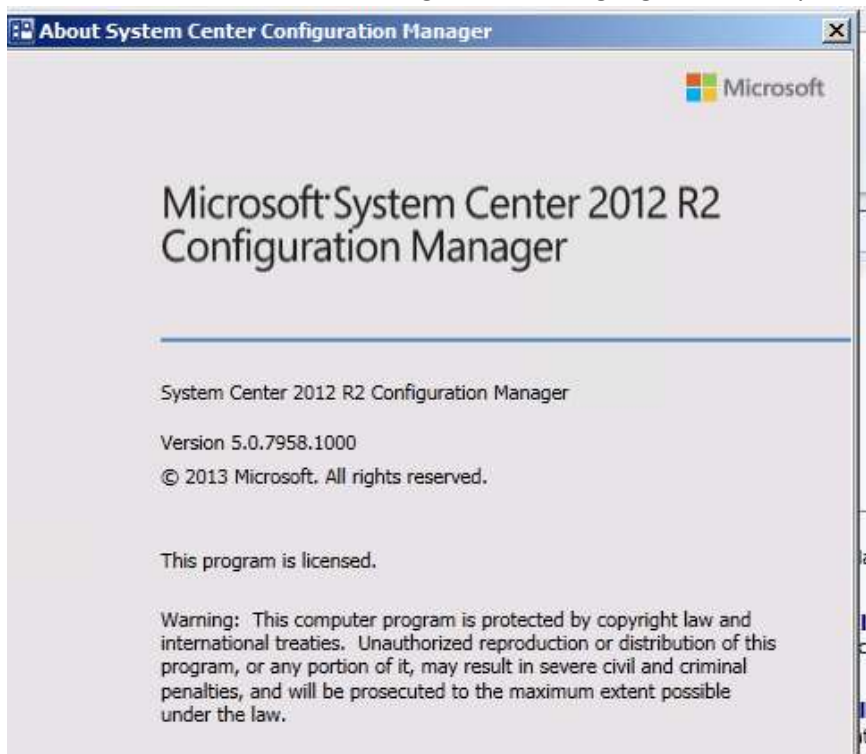 About System Center Configuration Manager
Microsoft
Microsoft System Center 2012 R2
Configuration Manager
System Center 2012 R2 Configuration Manager
Version 5.0.7958.1000
© 2013 Microsoft. All rights reserved.
This program is licensed.
Warning: This computer program is protected by copyright law and
international treaties. Unauthorized reproduction or distribution of this
program, or any portion of it, may result in severe civil and criminal
penalties, and will be prosecuted to the maximum extent possible
under the law.